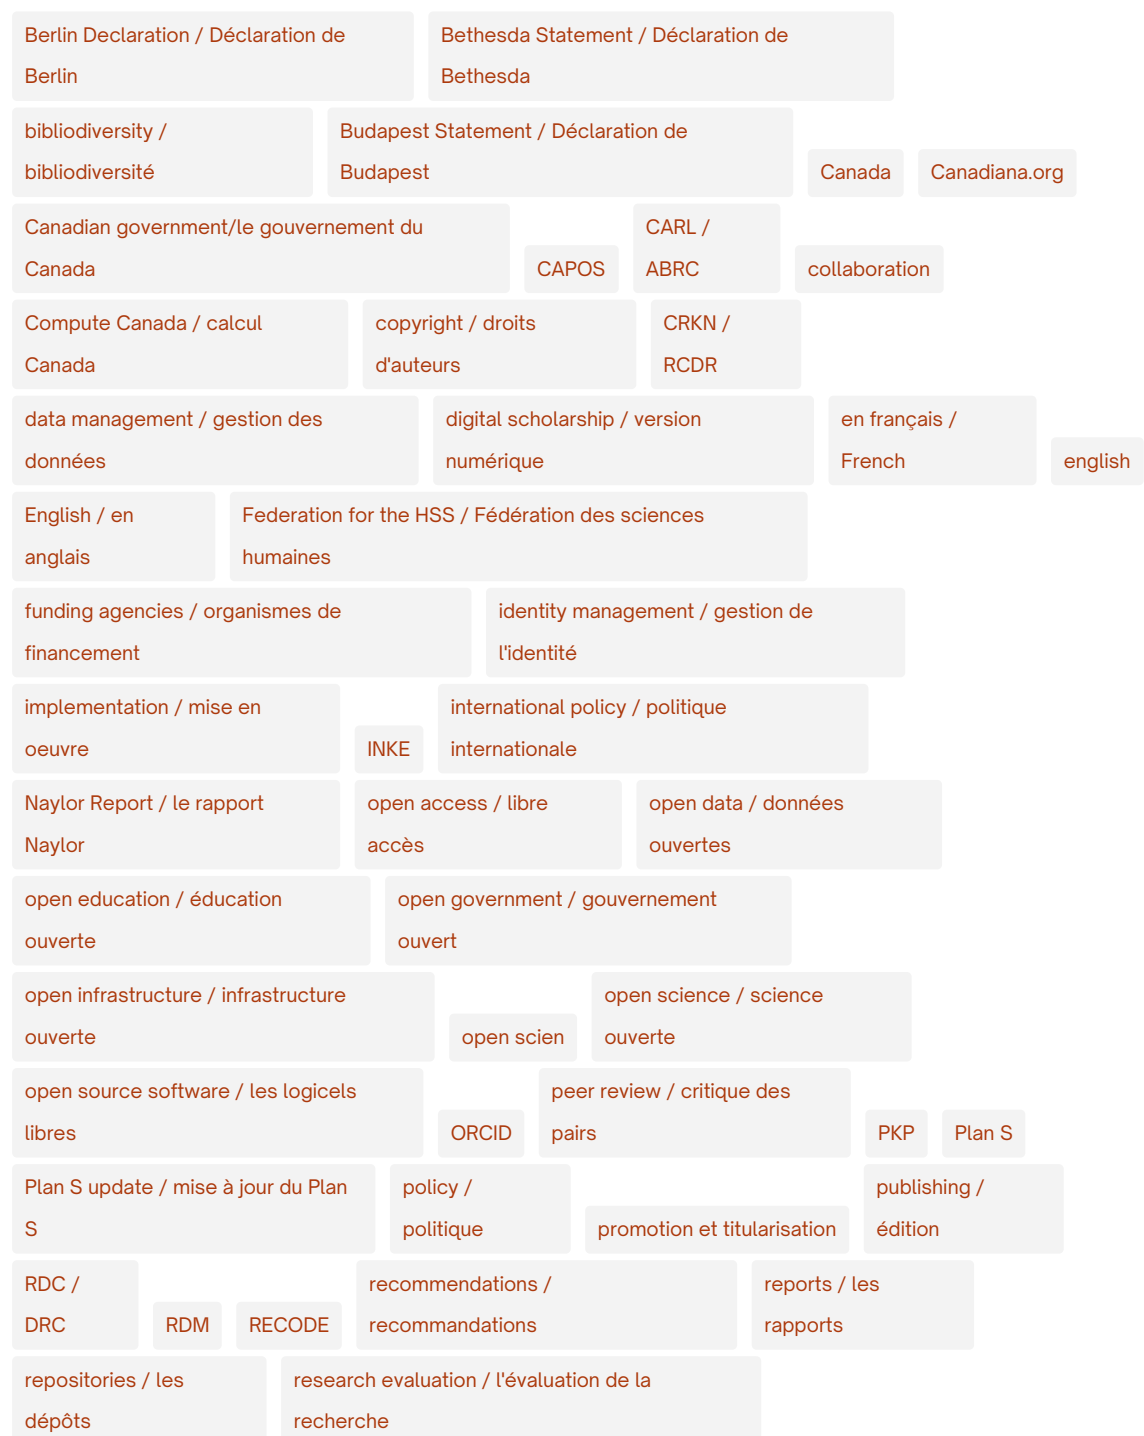 Berlin Declaration / Déclaration de
Berlin
Bethesda Statement / Déclaration de
Bethesda
bibliodiversity /
bibliodiversité
Budapest Statement / Déclaration de
Budapest
Canada
Canadiana.org
Canadian government/le gouvernement du
Canada
CAPOS
CARL /
ABRC
collaboration
Compute Canada / calcul
Canada
copyright / droits
d'auteurs
CRKN /
RCDR
data management / gestion des
données
digital scholarship / version
numérique
en français /
French
english
English / en
anglais
Federation for the HSS / Fédération des sciences
humaines
funding agencies / organismes de
financement
identity management / gestion de
l'identité
implementation / mise en
oeuvre
INKE
international policy / politique
internationale
Naylor Report / le rapport
Naylor
open access / libre
accès
open data / données
ouvertes
open education / éducation
ouverte
open government / gouvernement
ouvert
open infrastructure / infrastructure
ouverte
open scien
open science / science
ouverte
open source software / les logicels
libres
ORCID
peer review / critique des
pairs
PKP
Plan S
Plan S update / mise à jour du Plan
S
policy /
politique
promotion et titularisation
publishing /
édition
RDC /
DRC
RDM
RECODE
recommendations /
recommandations
reports / les
rapports
repositories / les
dépôts
research evaluation / l'évaluation de la
recherche